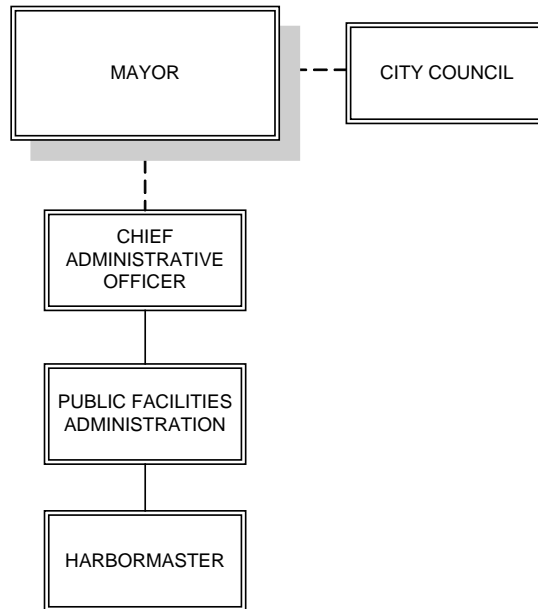 MAYOR
CITY COUNCIL
CHIEF
ADMINISTRATIVE
OFFICER
PUBLIC FACILITIES
ADMINISTRATION
HARBORMASTER